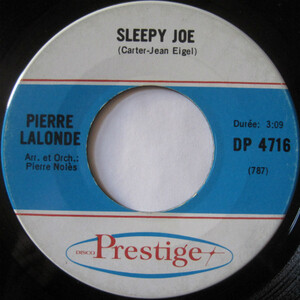 SLEEPY JOE
(Carter-Jean Eigel)
PIERRE
LALONDE
Arr. et Orch.:
Pierre Nolès
Durée: 3:09
DP 4716
(787)
DISCO Prestige